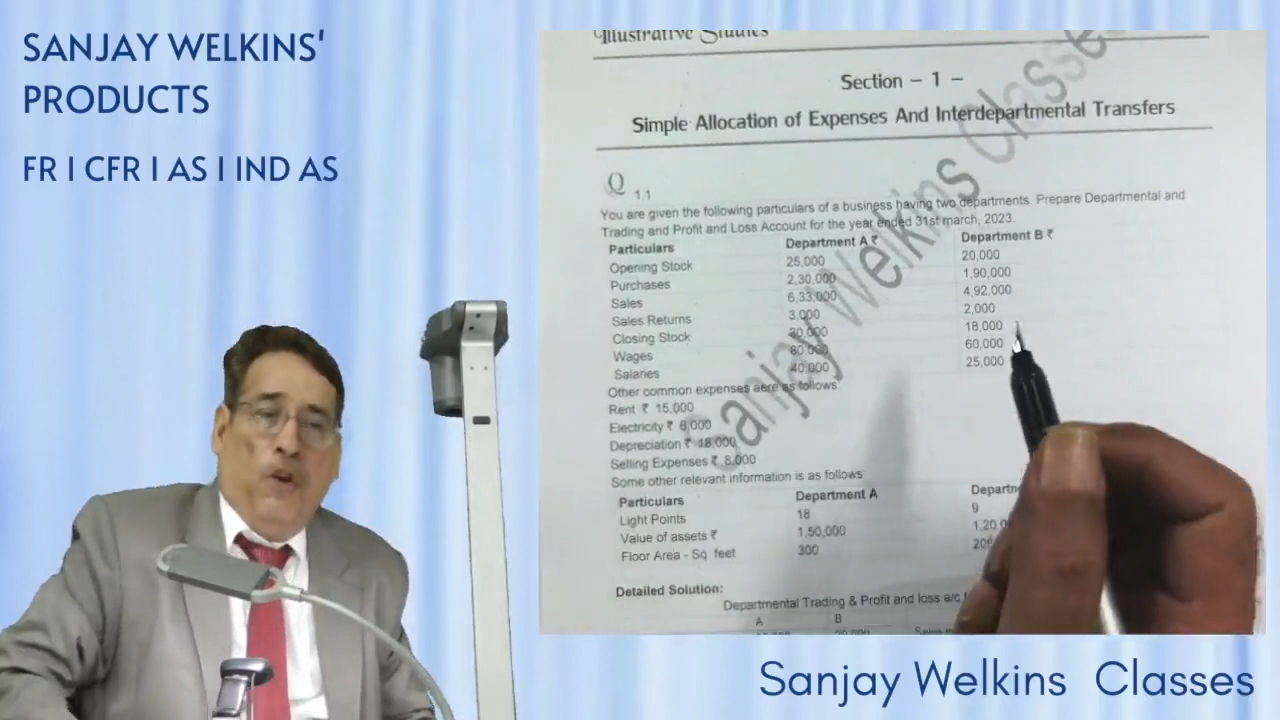 SANJAY WELKINS'
PRODUCTS
FR I CFR I AS I IND AS
Illustrative Studies
Section – 1 –
Simple Allocation of Expenses And Interdepartmental Transfers
Q 1.1
You are given the following particulars of a business having two departments. Prepare Departmental and
Trading and Profit and Loss Account for the year ended 31st march, 2023.
Particulars Department A ₹ Department B ₹
Opening Stock 25,000 20,000
Purchases 2,30,000 1,90,000
Sales 6,33,000 4,92,000
Sales Returns 3,000 2,000
Closing Stock 30,000 18,000
Wages 80,000 60,000
Salaries 40,000 25,000
Other common expenses aere as follows:
Rent ₹ 15,000
Electricity ₹ 6,000
Depreciation ₹ 18,000
Selling Expenses ₹ 8,000
Some other relevant information is as follows
Particulars Department A
Light Points 18 9
Value of assets ₹ 1,50,000
Floor Area - Sq feet 300
Detailed Solution:
Departmental Trading & Profit and loss a/c
A B
Sanjay Welkins Classes
Sanjay Welkins Classes